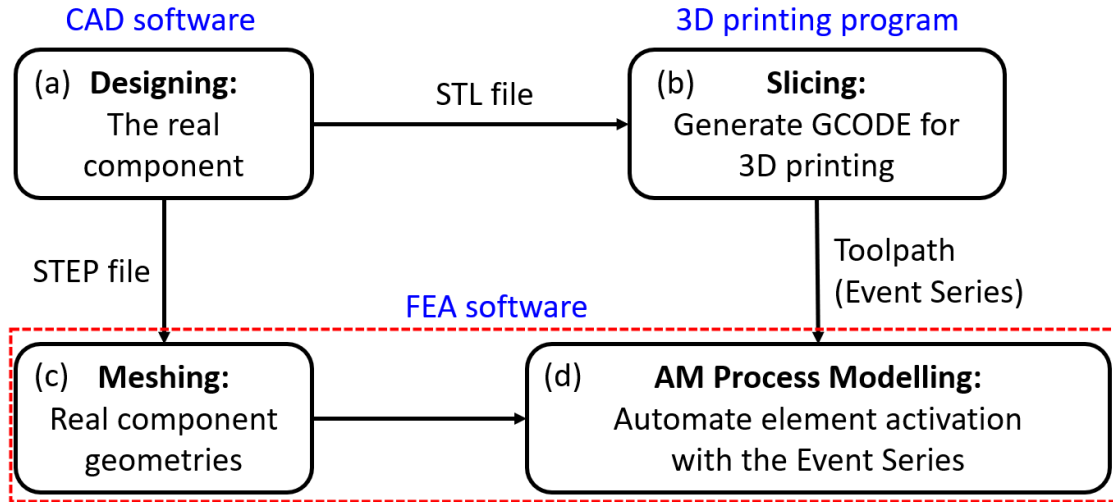 CAD software
3D printing program
(a) Designing:
The real
component
STL file
(b) Slicing:
Generate GCODE for
3D printing
STEP file
Toolpath
(Event Series)
FEA software
(c) Meshing:
Real component
geometries
(d) AM Process Modelling:
Automate element activation
with the Event Series